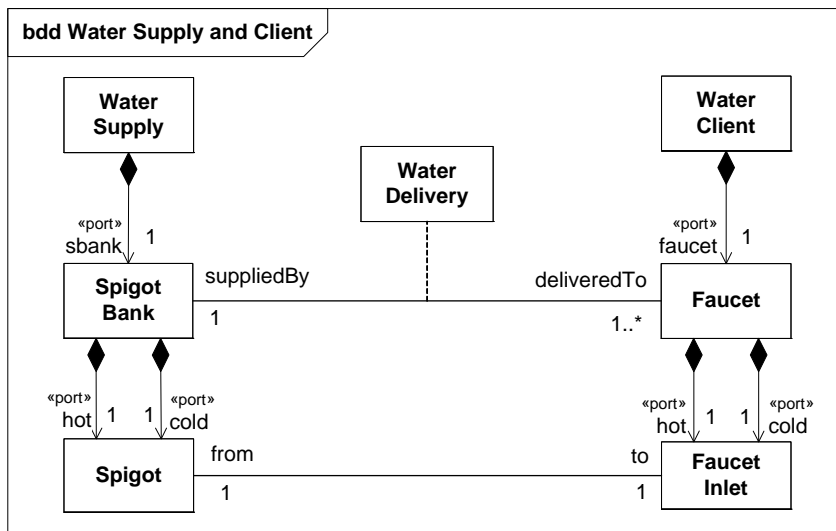 bdd Water Supply and Client
Water
Supply
Water
Client
Water
Delivery
«port»
sbank
1
«port»
faucet
1
Spigot
Bank
suppliedBy
1
deliveredTo
1..*
Faucet
«port»
hot
1
1
«port»
cold
«port»
hot
1
1
«port»
cold
Spigot
from
1
to
1
Faucet
Inlet